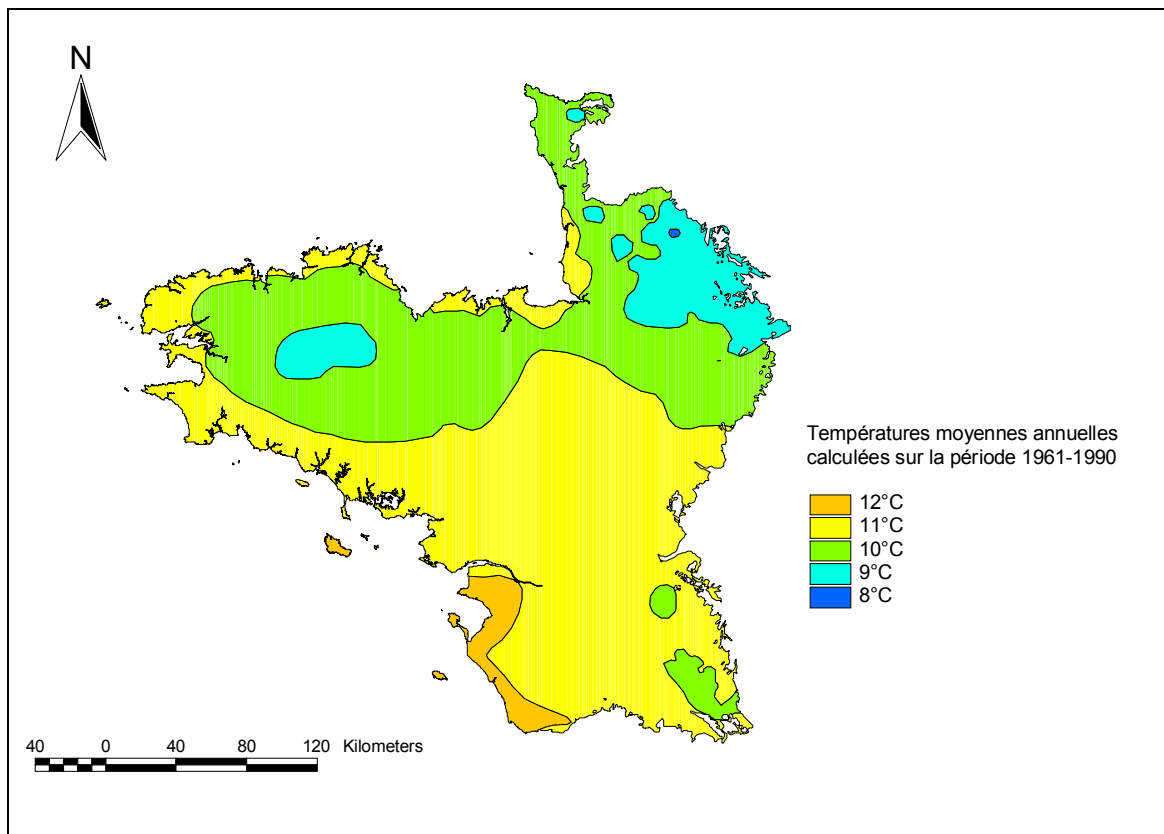 N
Températures moyennes annuelles
calculées sur la période 1961-1990
12°C
11°C
10°C
9°C
8°C
40 0 40 80 120 Kilometers